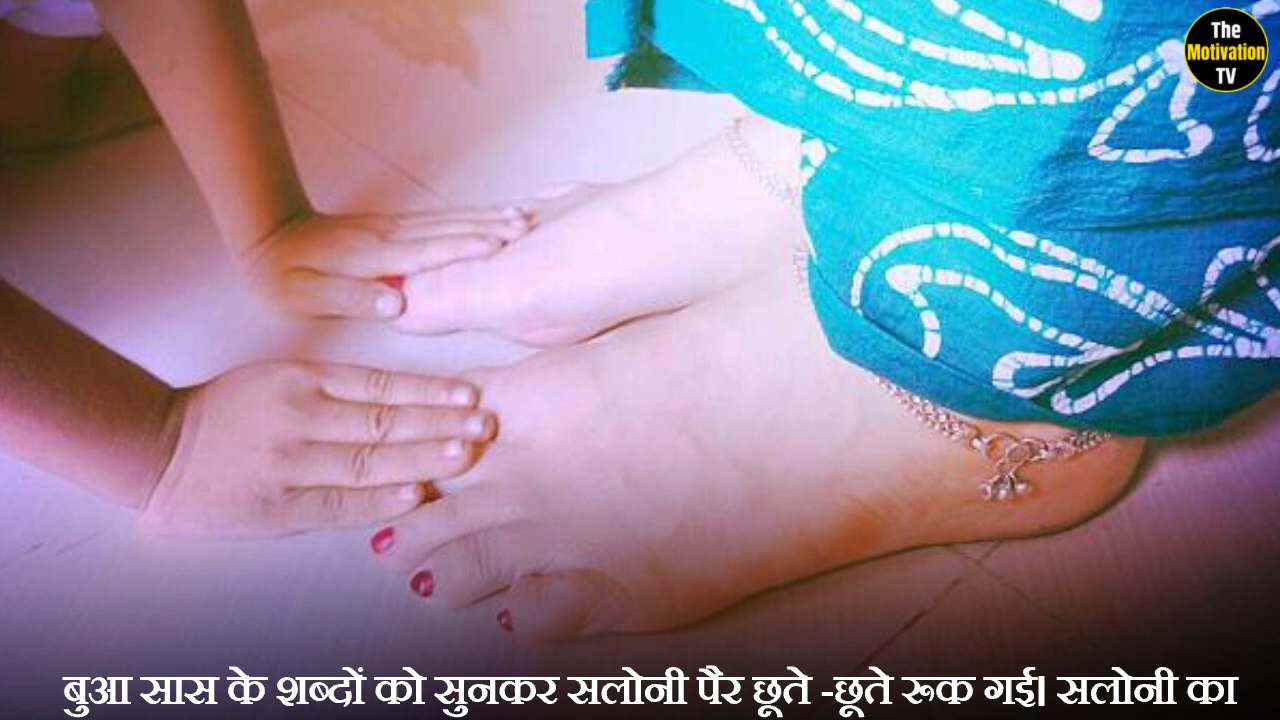 The
Motivation
TV
बुआ सास के शब्दों को सुनकर सलोनी पैर छूते -छूते रूक गई। सलोनी का